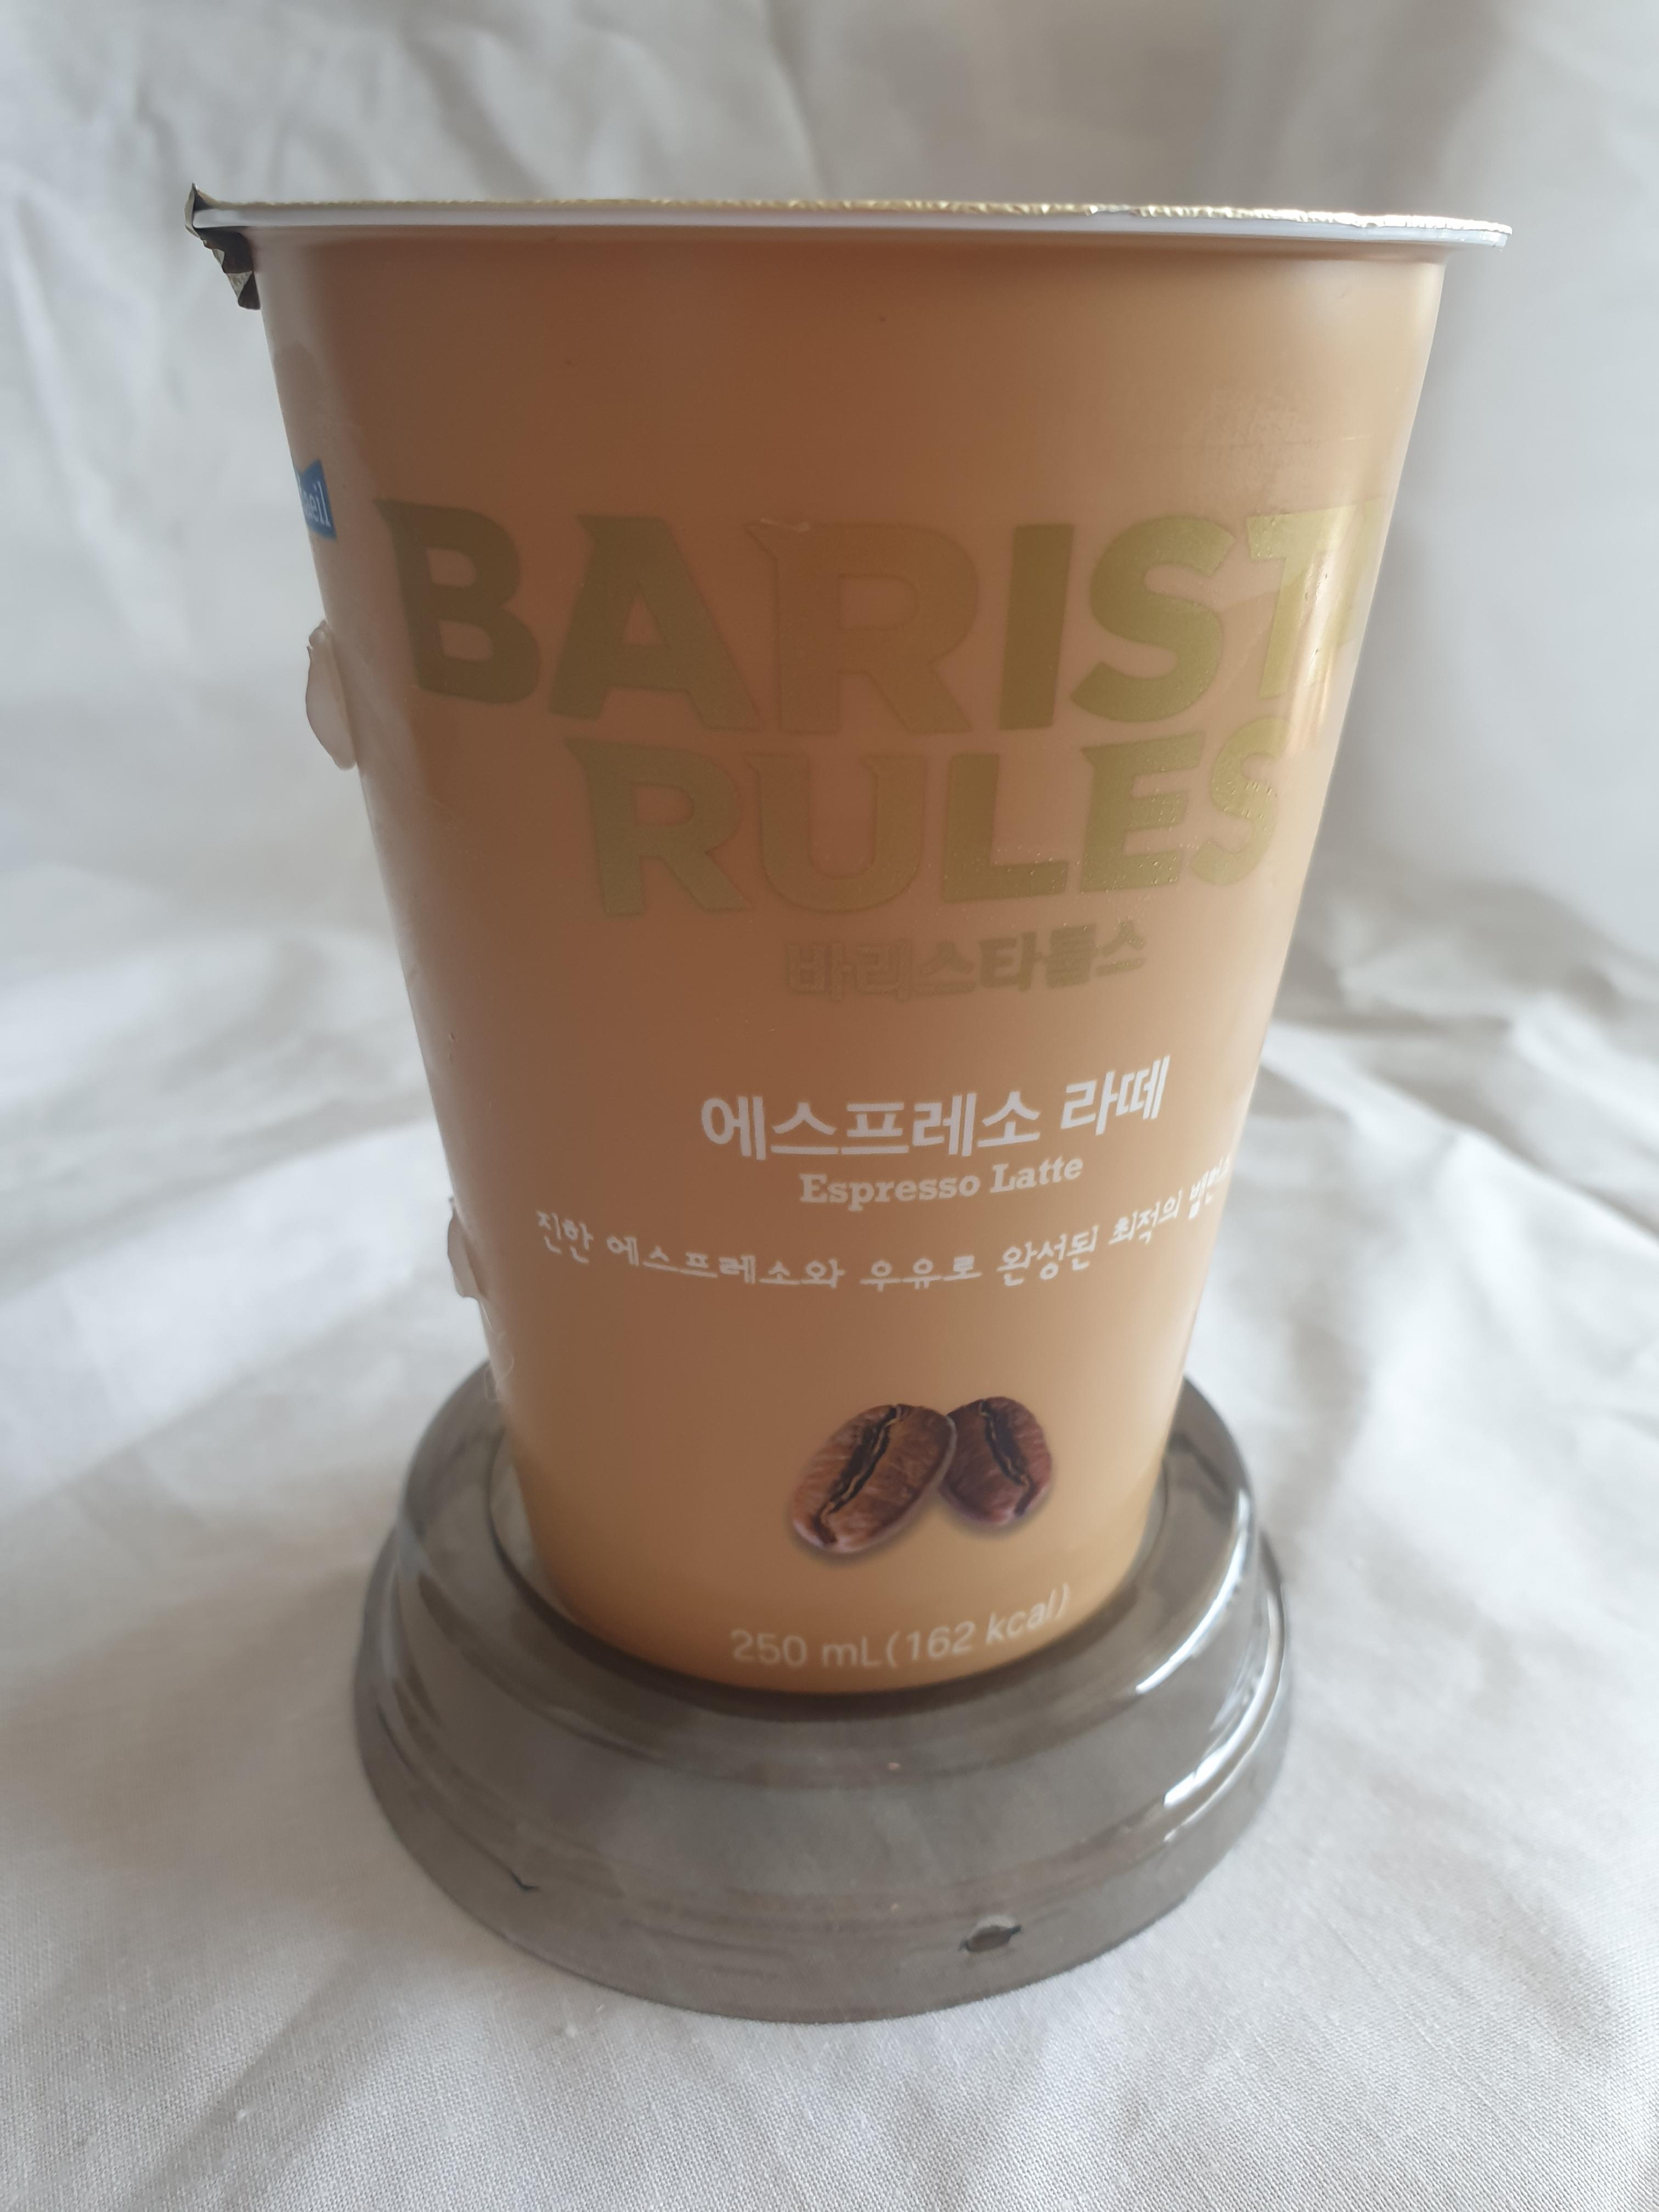 BARIST
RULES
바리스타룰스
에스프레소 라떼
Espresso Latte
진한 에스프레소와 우유로 완성된 최적의
250 mL(162 kcal)